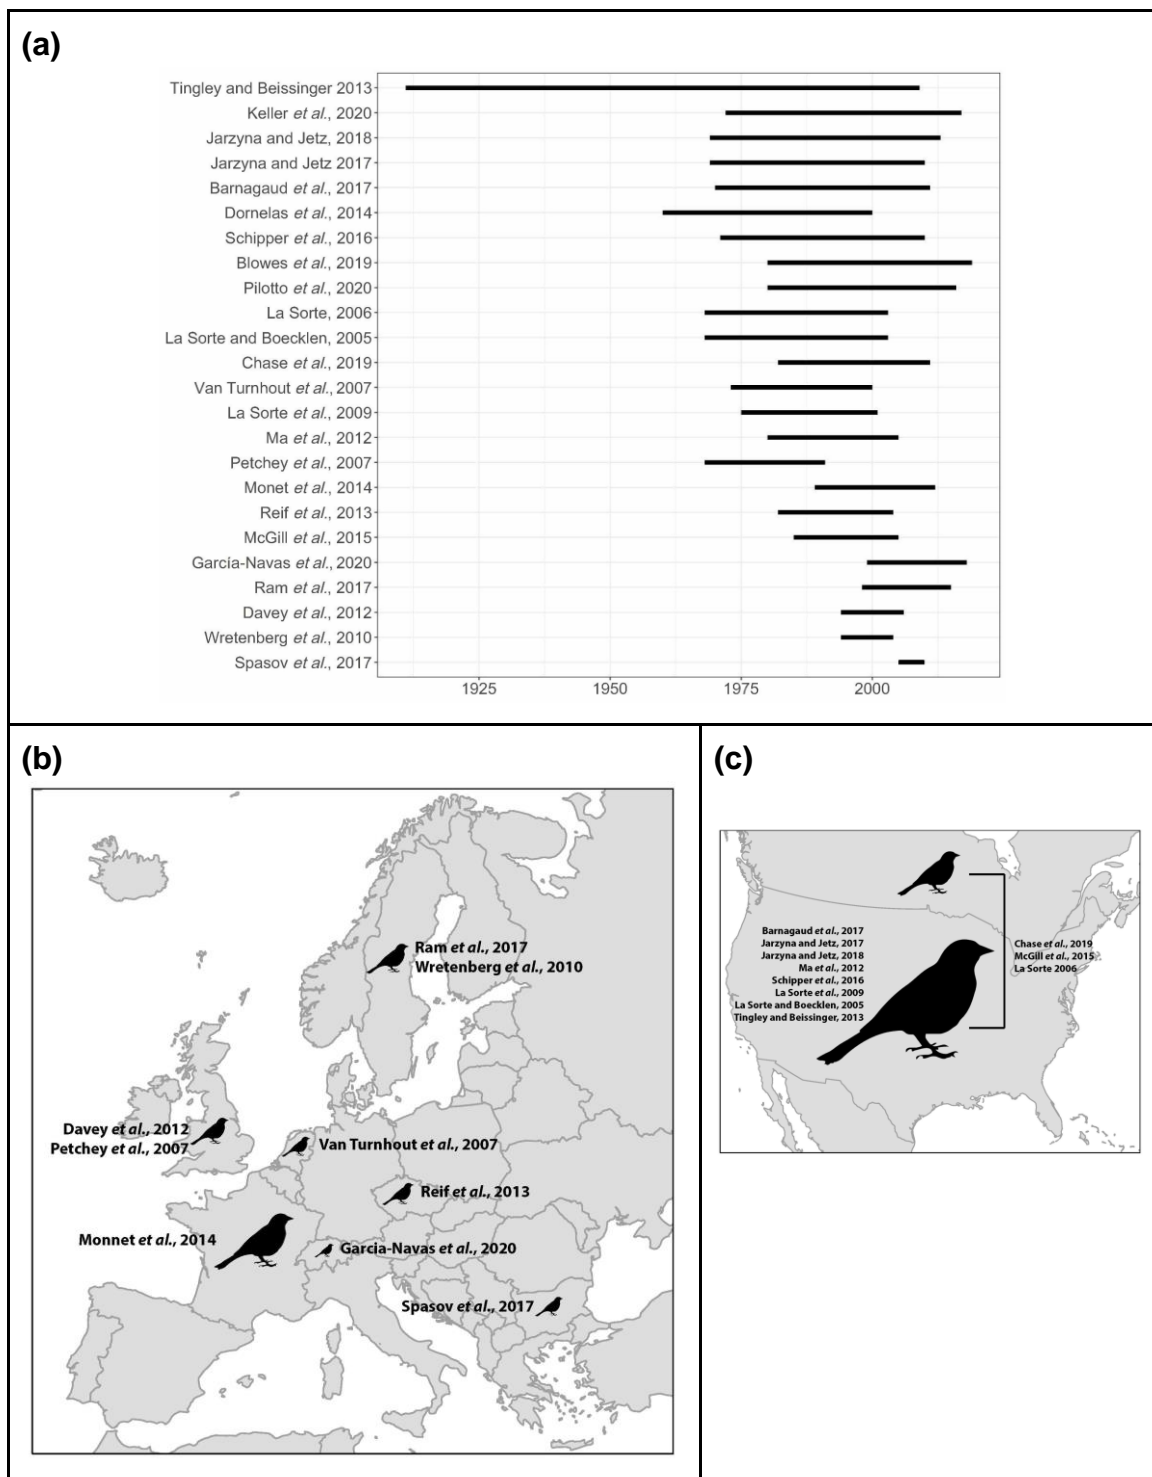 (a)
Tingley and Beissinger 2013
Keller et al., 2020
Jarzyna and Jetz, 2018
Jarzyna and Jetz 2017
Barnagaud et al., 2017
Dornelas et al., 2014
Schipper et al., 2016
Blowes et al., 2019
Pilotto et al., 2020
La Sorte, 2006
La Sorte and Boecklen, 2005
Chase et al., 2019
Van Turnhout et al., 2007
La Sorte et al., 2009
Ma et al., 2012
Petchey et al., 2007
Monet et al., 2014
Reif et al., 2013
McGill et al., 2015
García-Navas et al., 2020
Ram et al., 2017
Davey et al., 2012
Wretenberg et al., 2010
Spasov et al., 2017
1925 1950 1975 2000
(b)
Ram et al., 2017
Wretenberg et al., 2010
Davey et al., 2012
Petchey et al., 2007
Van Turnhout et al., 2007
Reif et al., 2013
Monnet et al., 2014
Garcia-Navas et al., 2020
Spasov et al., 2017
(c)
Barnagaud et al., 2017
Jarzyna and Jetz, 2017
Jarzyna and Jetz, 2018
Ma et al., 2012
Schipper et al., 2016
La Sorte et al., 2009
La Sorte and Boecklen, 2005
Tingley and Beissinger, 2013
Chase et al., 2019
McGill et al., 2015
La Sorte 2006